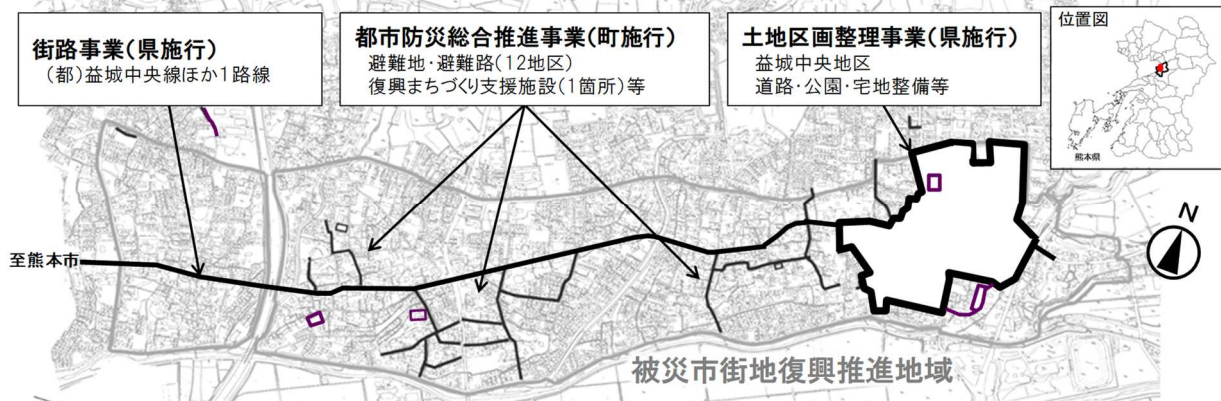 街路事業(県施行)
(都)益城中央線ほか1路線
都市防災総合推進事業(町施行)
避難地・避難路(12地区)
復興まちづくり支援施設(1箇所)等
土地区画整理事業(県施行)
益城中央地区
道路・公園・宅地整備等
位置図
熊本県
N
至熊本市
被災市街地復興推進地域